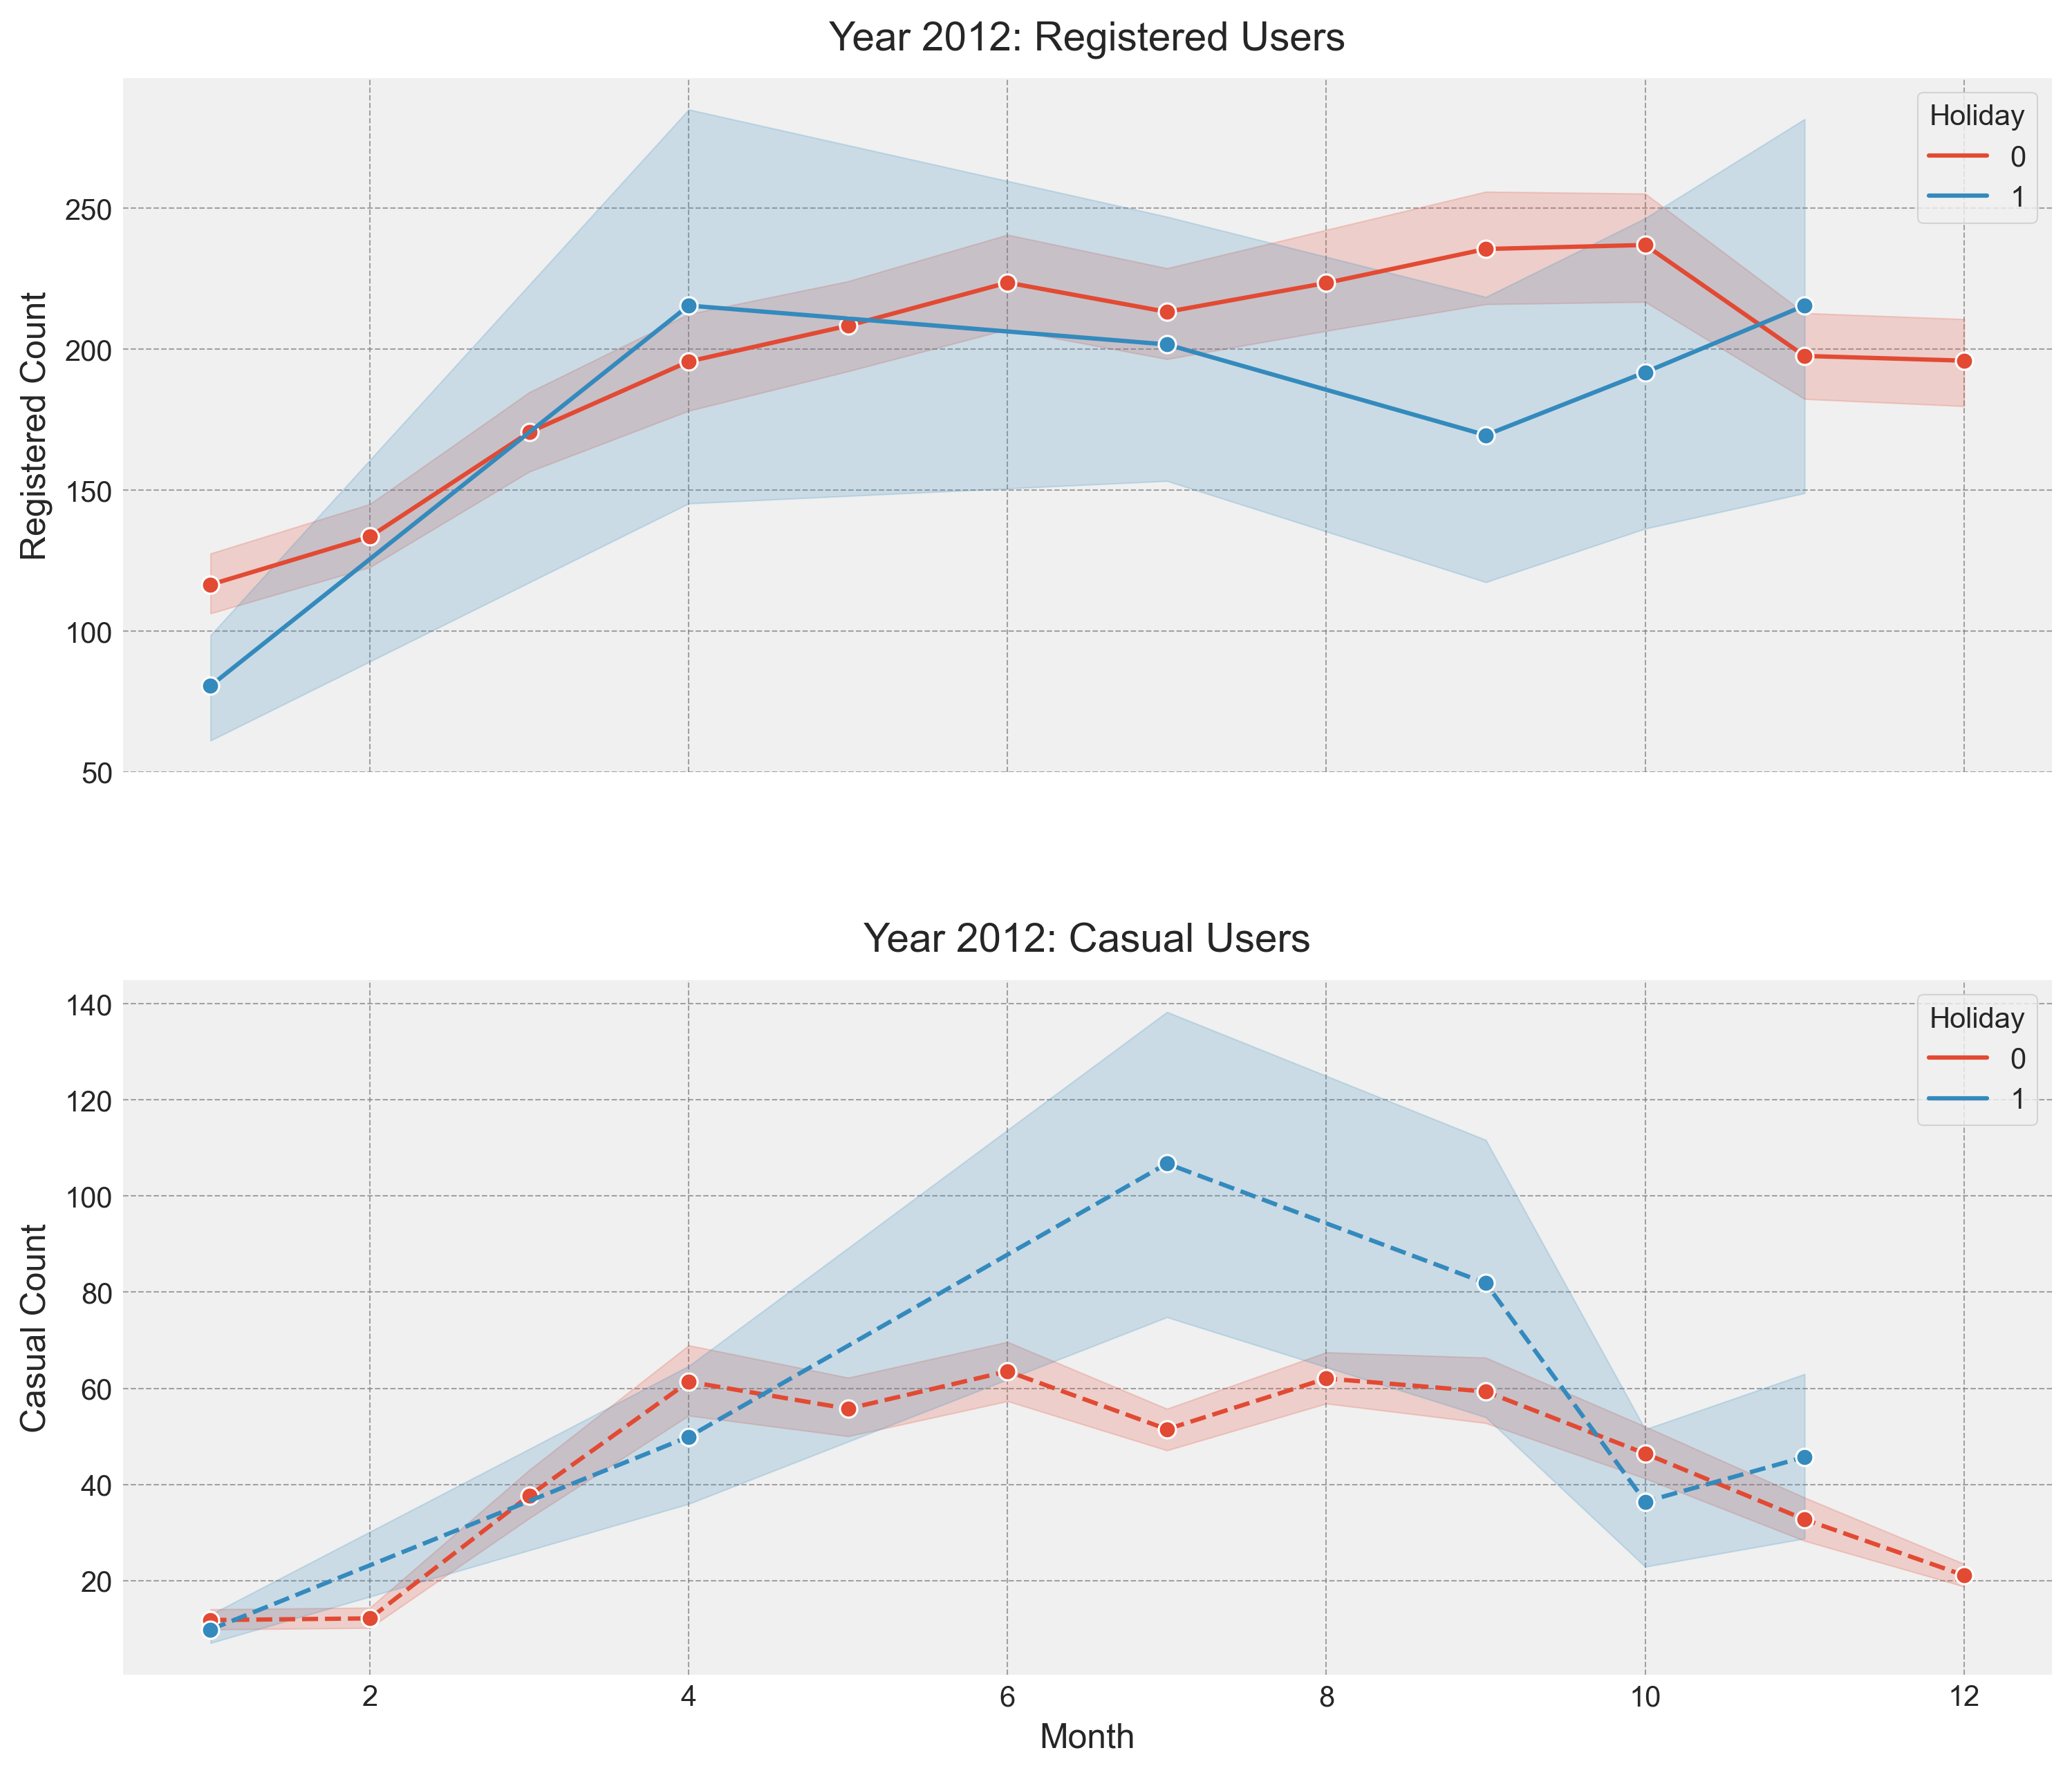 Year 2012: Registered Users
Registered Count
250
200
150
100
50
Holiday
0
1
Year 2012: Casual Users
Casual Count
140
120
100
80
60
40
20
Holiday
0
1
2 4 6 8 10 12
Month